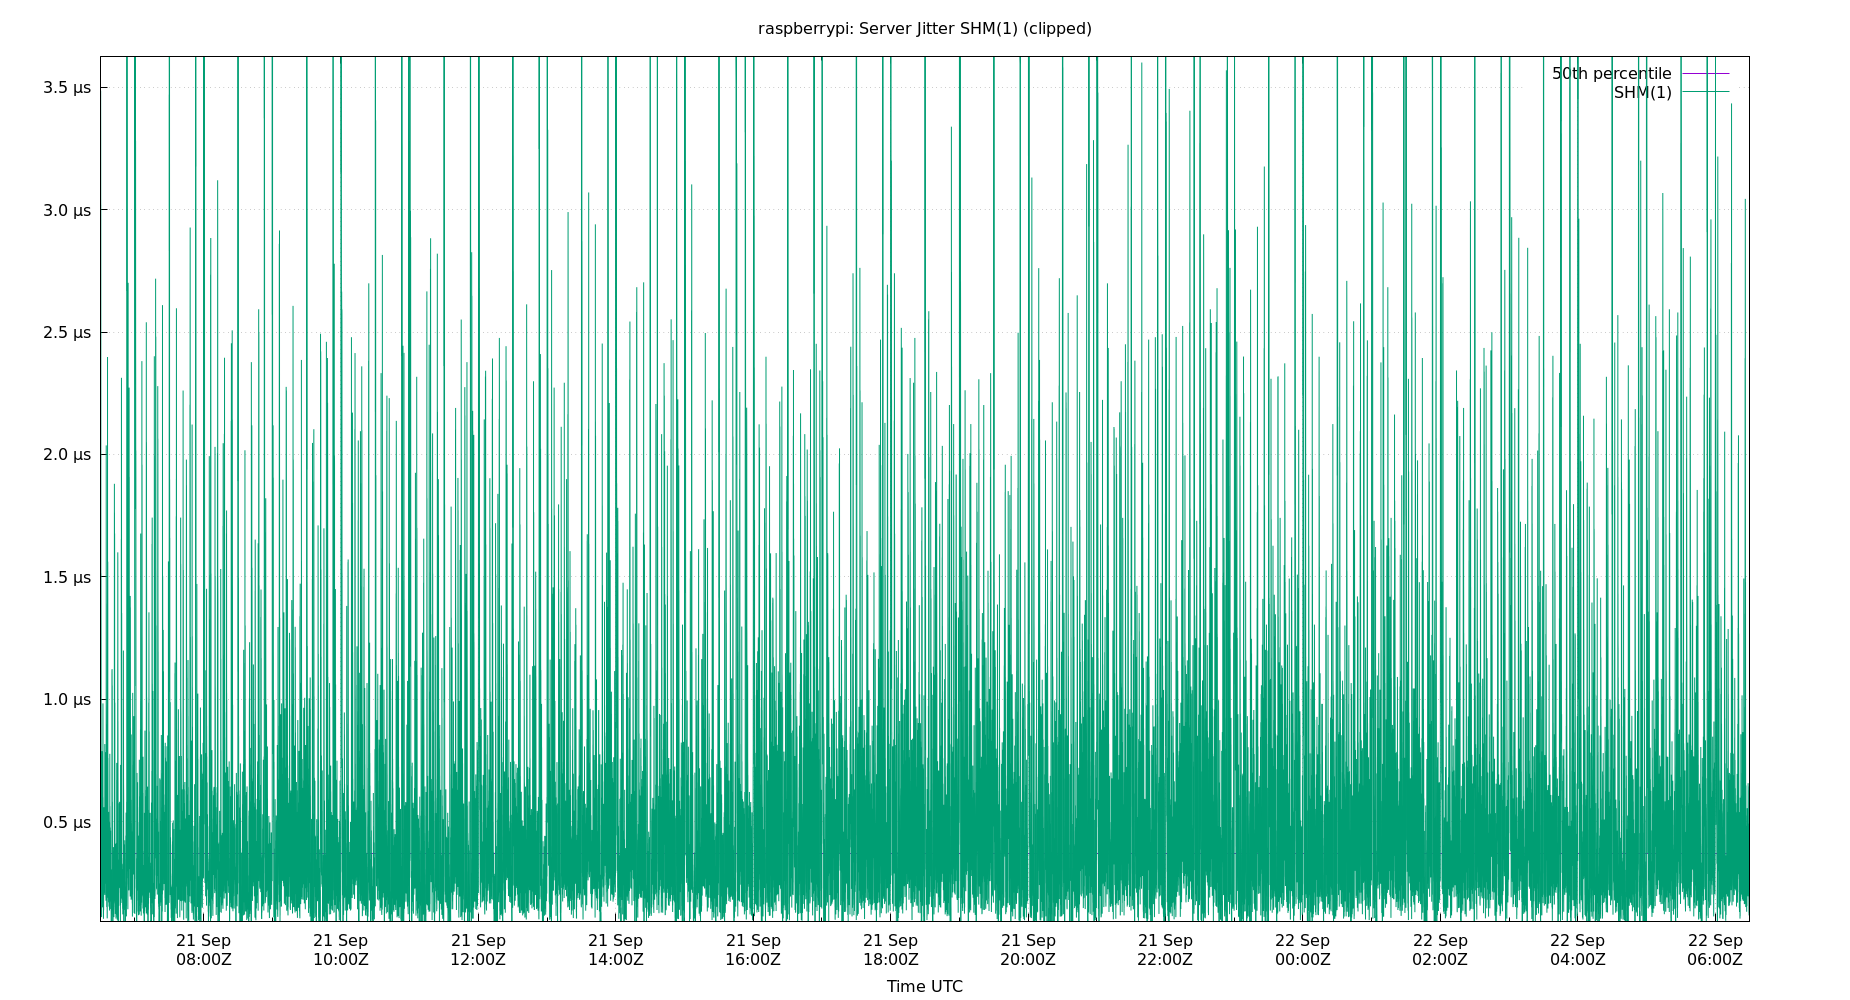 raspberrypi: Server Jitter SHM(1) (clipped)
50th percentile
SHM(1)
3.5 µs
3.0 µs
2.5 µs
2.0 µs
1.5 µs
1.0 µs
0.5 µs
21 Sep 21 Sep 21 Sep 21 Sep 21 Sep 21 Sep 21 Sep 21 Sep 22 Sep 22 Sep 22 Sep 22 Sep
08:00Z 10:00Z 12:00Z 14:00Z 16:00Z 18:00Z 20:00Z 22:00Z 00:00Z 02:00Z 04:00Z 06:00Z
Time UTC